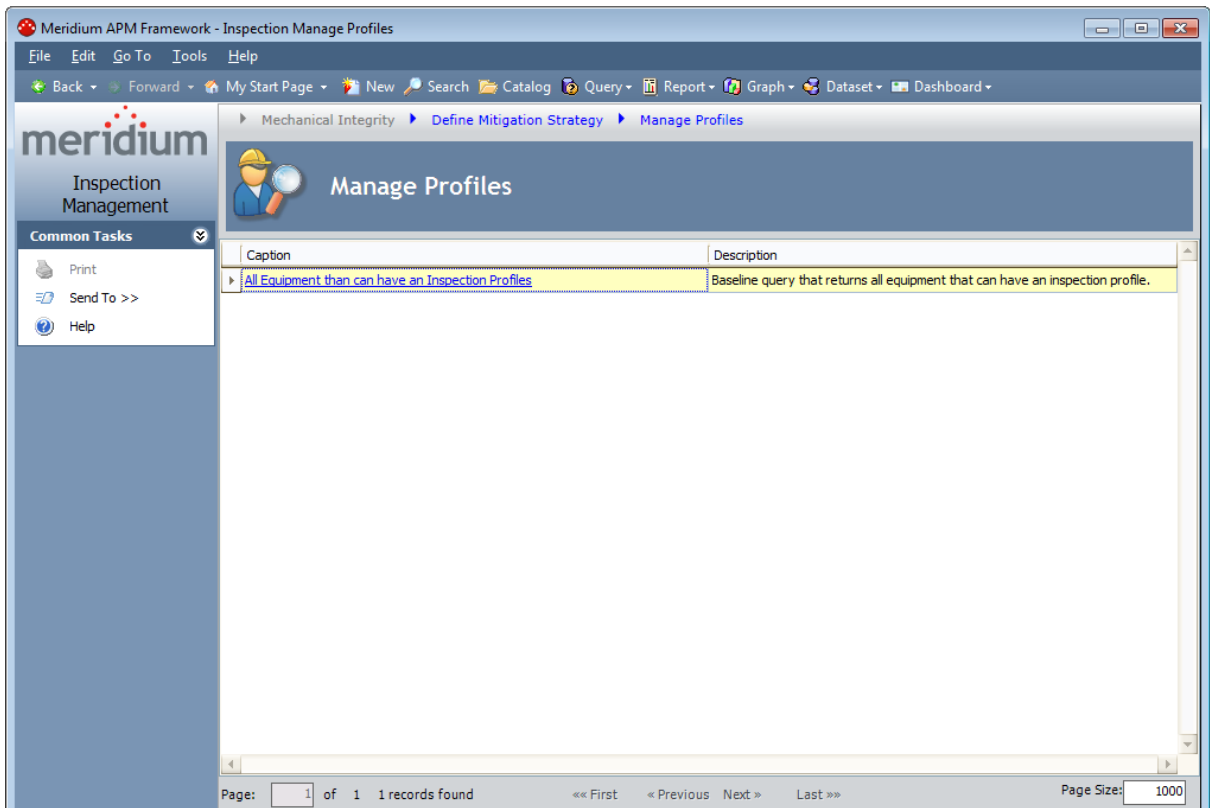 Meridium APM Framework - Inspection Manage Profiles
File Edit Go To Tools Help
Back Forward My Start Page New Search Catalog Query Report Graph Dataset Dashboard
meridium
Inspection
Management
Mechanical Integrity Define Mitigation Strategy Manage Profiles
Manage Profiles
Common Tasks
Print
Send To >>
Help
Caption Description
All Equipment than can have an Inspection Profiles Baseline query that returns all equipment that can have an inspection profile.
Page: 1 of 1 1 records found «« First « Previous Next » Last »» Page Size: 1000